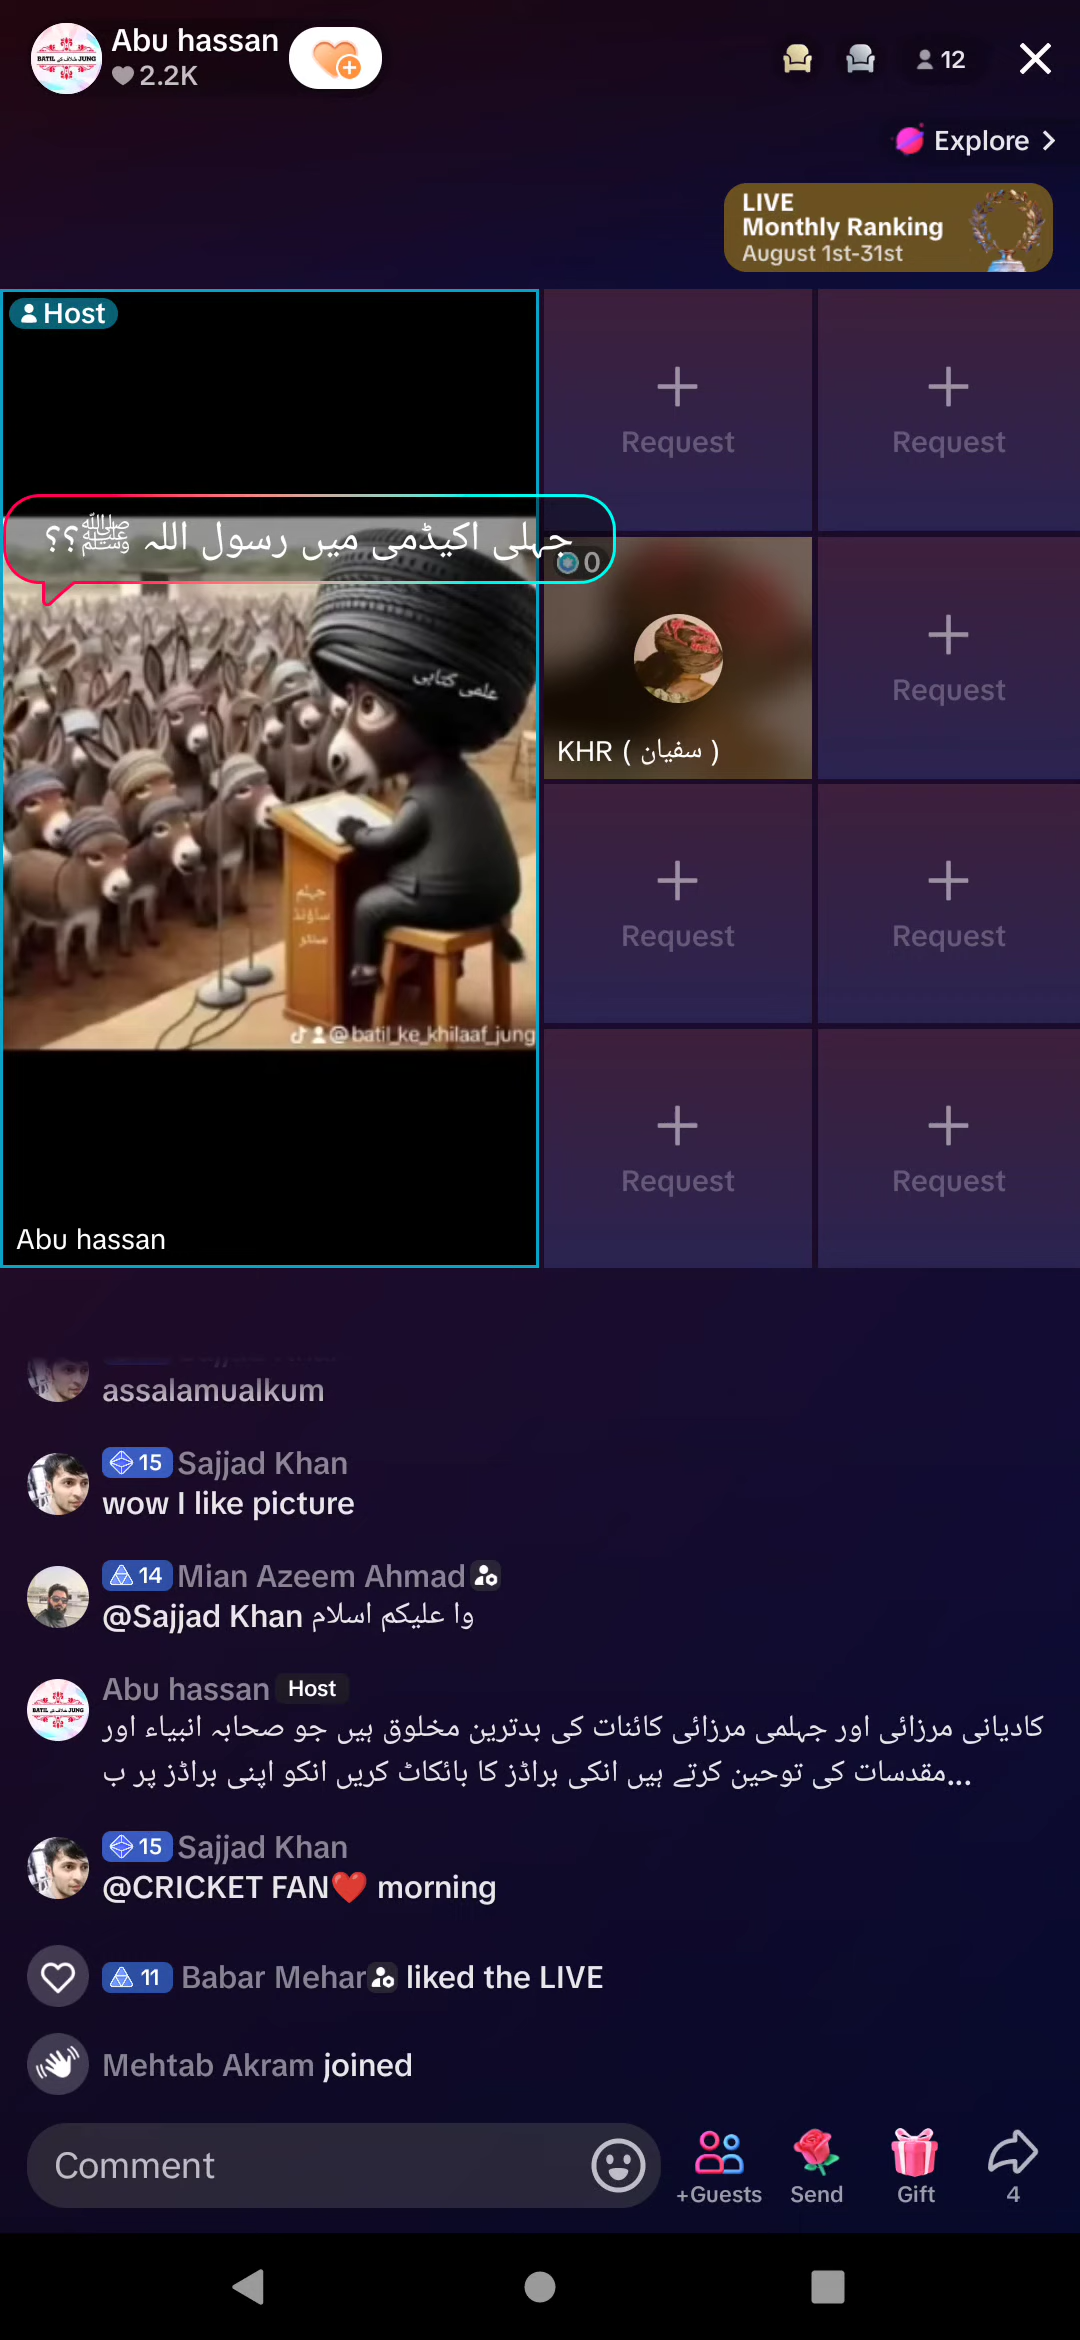 Abu hassan
2.2K
12
Explore
LIVE
Monthly Ranking
August 1st-31st
Host
Request
Request
جہلی اکیڈمی میں رسول اللہ ﷺ؟؟
0
علمی کتابی
Request
KHR ( سفیان )
جہلم
ساؤنڈ
سنٹر
Request
Request
@batil_ke_khilaaf_jung
Request
Request
Abu hassan
assalamualkum
15 Sajjad Khan
wow I like picture
14 Mian Azeem Ahmad
@Sajjad Khan وا علیکم اسلام
Abu hassan Host
کادیانی مرزائی اور جہلمی مرزائی کائنات کی بدترین مخلوق ہیں جو صحابہ انبیاء اور
مقدسات کی توحین کرتے ہیں انکی براڈز کا بائکاٹ کریں انکو اپنی براڈز پر ب...
15 Sajjad Khan
@CRICKET FAN❤️ morning
11 Babar Mehar liked the LIVE
Mehtab Akram joined
Comment
+Guests
Send
Gift
4